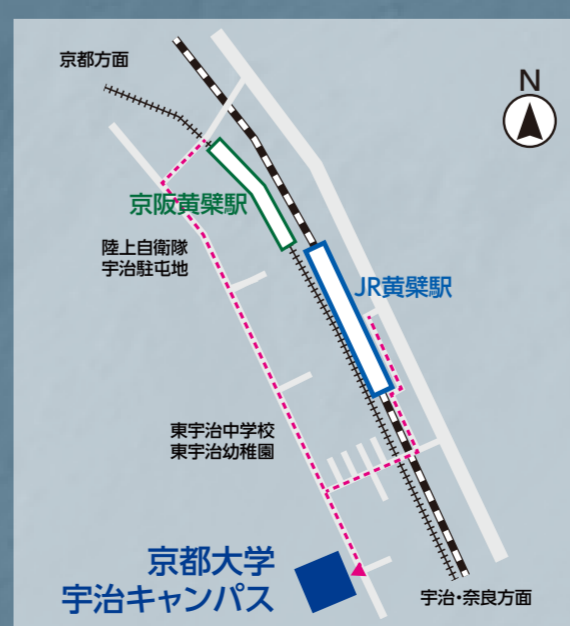 京都方面
N
京阪黄檗駅
陸上自衛隊
宇治駐屯地
JR黄檗駅
東宇治中学校
東宇治幼稚園
京都大学
宇治キャンパス
宇治・奈良方面